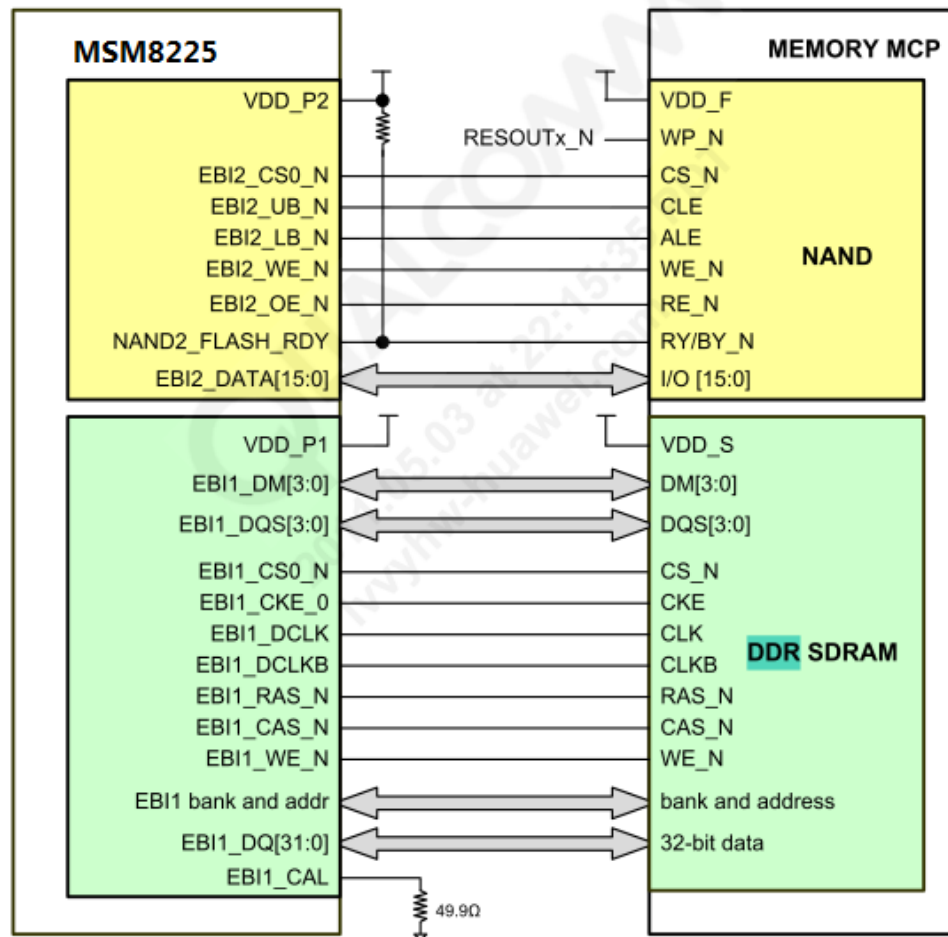 MSM8225
MEMORY MCP
VDD_P2
VDD_F
RESOUTx_N
WP_N
EBI2_CS0_N
CS_N
EBI2_UB_N
CLE
EBI2_LB_N
ALE
EBI2_WE_N
WE_N
NAND
EBI2_OE_N
RE_N
NAND2_FLASH_RDY
RY/BY_N
EBI2_DATA[15:0]
I/O [15:0]
VDD_P1
VDD_S
EBI1_DM[3:0]
DM[3:0]
EBI1_DQS[3:0]
DQS[3:0]
EBI1_CS0_N
CS_N
EBI1_CKE_0
CKE
EBI1_DCLK
CLK
DDR SDRAM
EBI1_DCLKB
CLKB
EBI1_RAS_N
RAS_N
EBI1_CAS_N
CAS_N
EBI1_WE_N
WE_N
EBI1 bank and addr
bank and address
EBI1_DQ[31:0]
32-bit data
EBI1_CAL
49.9Ω
QUALCOMM